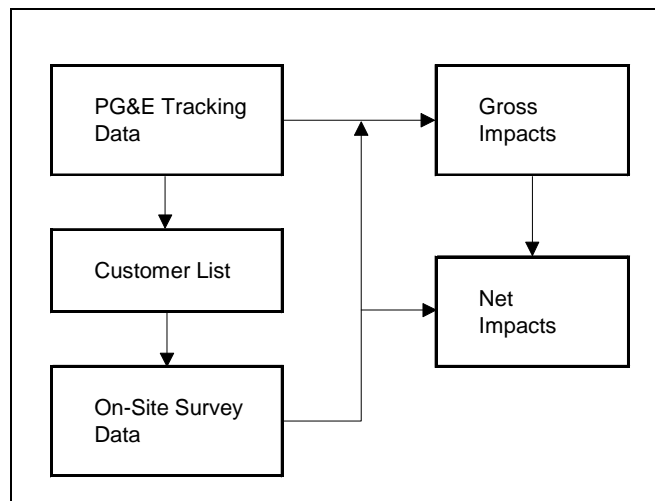 PG&E Tracking
Data
Customer List
On-Site Survey
Data
Gross
Impacts
Net
Impacts